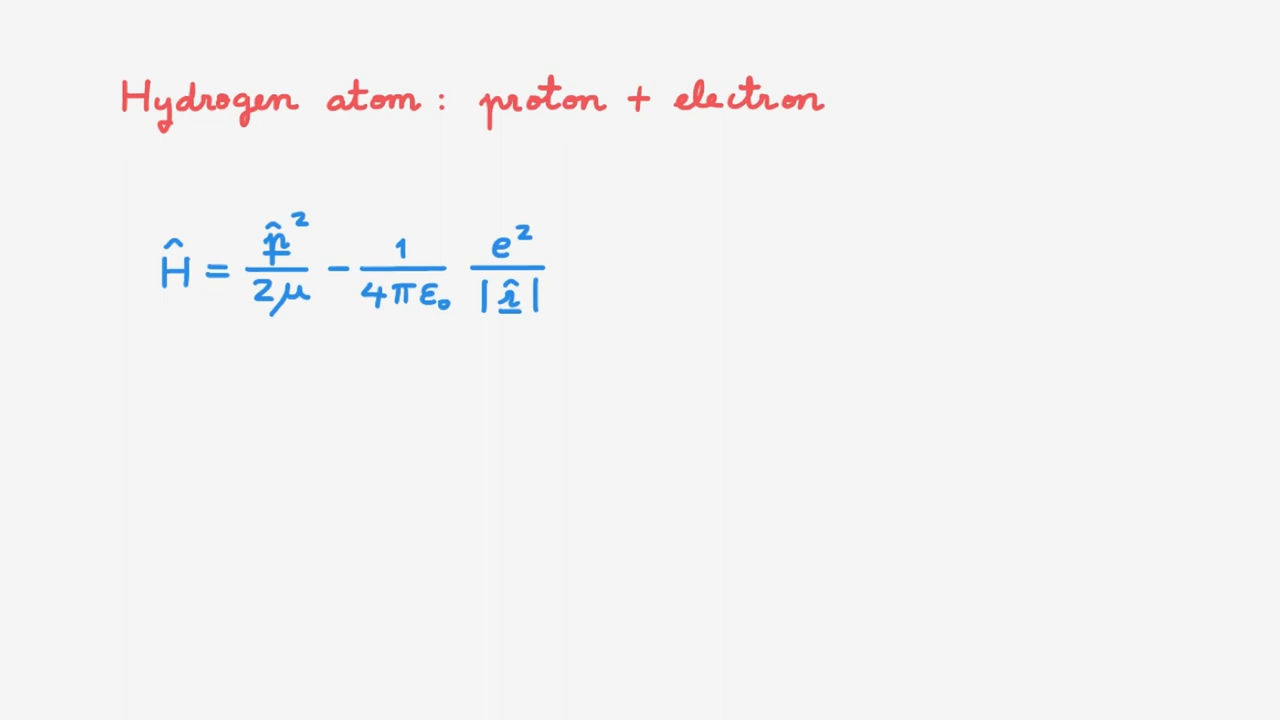 Hydrogen atom: proton + electron
Ĥ = p̂²/2μ - 1/4πε₀ e²/|r̂|